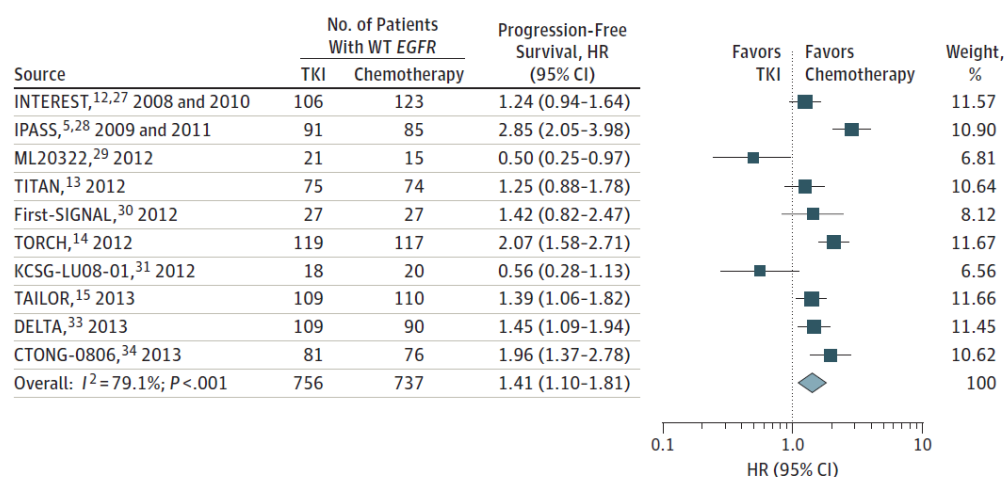 No. of Patients
With WT EGFR
Progression-Free
Survival, HR
(95% CI)
Favors
TKI
Favors
Chemotherapy
Weight,
%
Source TKI Chemotherapy
INTEREST,12,27 2008 and 2010 106 123 1.24 (0.94-1.64) 11.57
IPASS,5,28 2009 and 2011 91 85 2.85 (2.05-3.98) 10.90
ML20322,29 2012 21 15 0.50 (0.25-0.97) 6.81
TITAN,13 2012 75 74 1.25 (0.88-1.78) 10.64
First-SIGNAL,30 2012 27 27 1.42 (0.82-2.47) 8.12
TORCH,14 2012 119 117 2.07 (1.58-2.71) 11.67
KCSG-LU08-01,31 2012 18 20 0.56 (0.28-1.13) 6.56
TAILOR,15 2013 109 110 1.39 (1.06-1.82) 11.66
DELTA,33 2013 109 90 1.45 (1.09-1.94) 11.45
CTONG-0806,34 2013 81 76 1.96 (1.37-2.78) 10.62
Overall: I2=79.1%; P<.001 756 737 1.41 (1.10-1.81) 100
0.1 1.0 10
HR (95% CI)